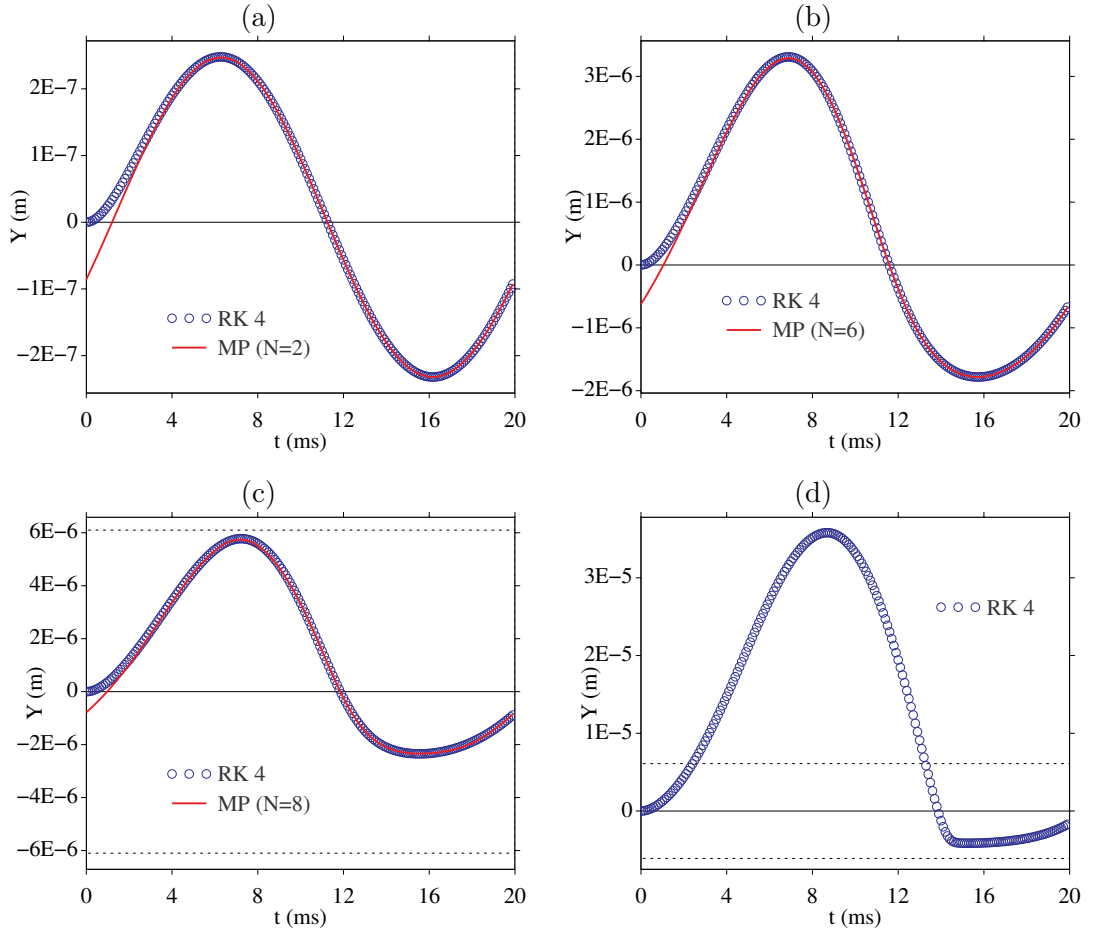 (a)
2E-7
1E-7
0
-1E-7
-2E-7
Y (m)
RK 4
MP (N=2)
0 4 8 12 16 20
t (ms)
(b)
3E-6
2E-6
1E-6
0
-1E-6
-2E-6
Y (m)
RK 4
MP (N=6)
0 4 8 12 16 20
t (ms)
(c)
6E-6
4E-6
2E-6
0
-2E-6
-4E-6
-6E-6
Y (m)
RK 4
MP (N=8)
0 4 8 12 16 20
t (ms)
(d)
3E-5
2E-5
1E-5
0
Y (m)
RK 4
0 4 8 12 16 20
t (ms)